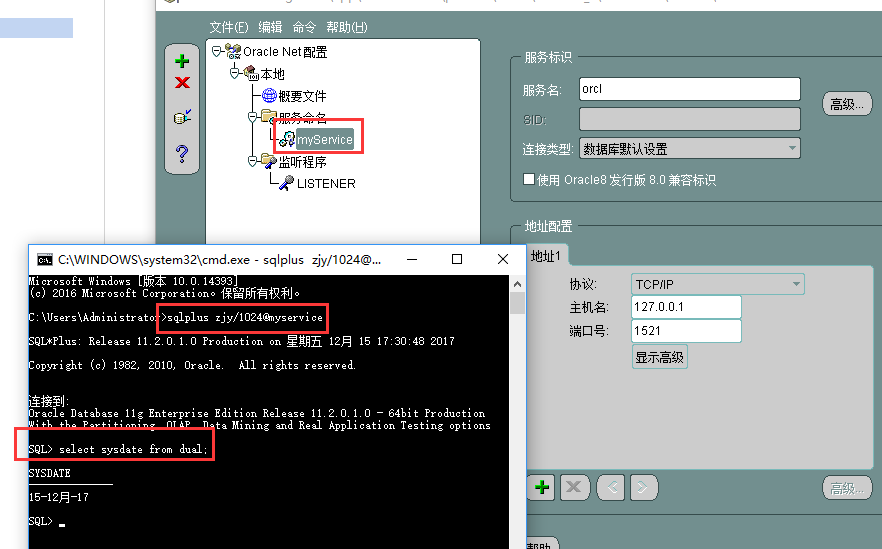 文件(F) 编辑 命令 帮助(H)
Oracle Net 配置
本地
概要文件
服务命名
myService
监听程序
LISTENER
服务标识
服务名: orcl
高级...
SID:
连接类型: 数据库默认设置
使用 Oracle8 发行版 8.0 兼容标识
地址配置
地址1
协议: TCP/IP
主机名: 127.0.0.1
端口号: 1521
显示高级
高级...
帮助
C:\WINDOWS\system32\cmd.exe - sqlplus zjy/1024@...
Microsoft Windows [版本 10.0.14393]
(c) 2016 Microsoft Corporation。保留所有权利。
C:\Users\Administrator>sqlplus zjy/1024@myservice
SQL*Plus: Release 11.2.0.1.0 Production on 星期五 12月 15 17:30:48 2017
Copyright (c) 1982, 2010, Oracle. All rights reserved.
连接到:
Oracle Database 11g Enterprise Edition Release 11.2.0.1.0 - 64bit Production
With the Partitioning, OLAP, Data Mining and Real Application Testing options
SQL> select sysdate from dual;
SYSDATE
--------------
15-12月-17
SQL> _